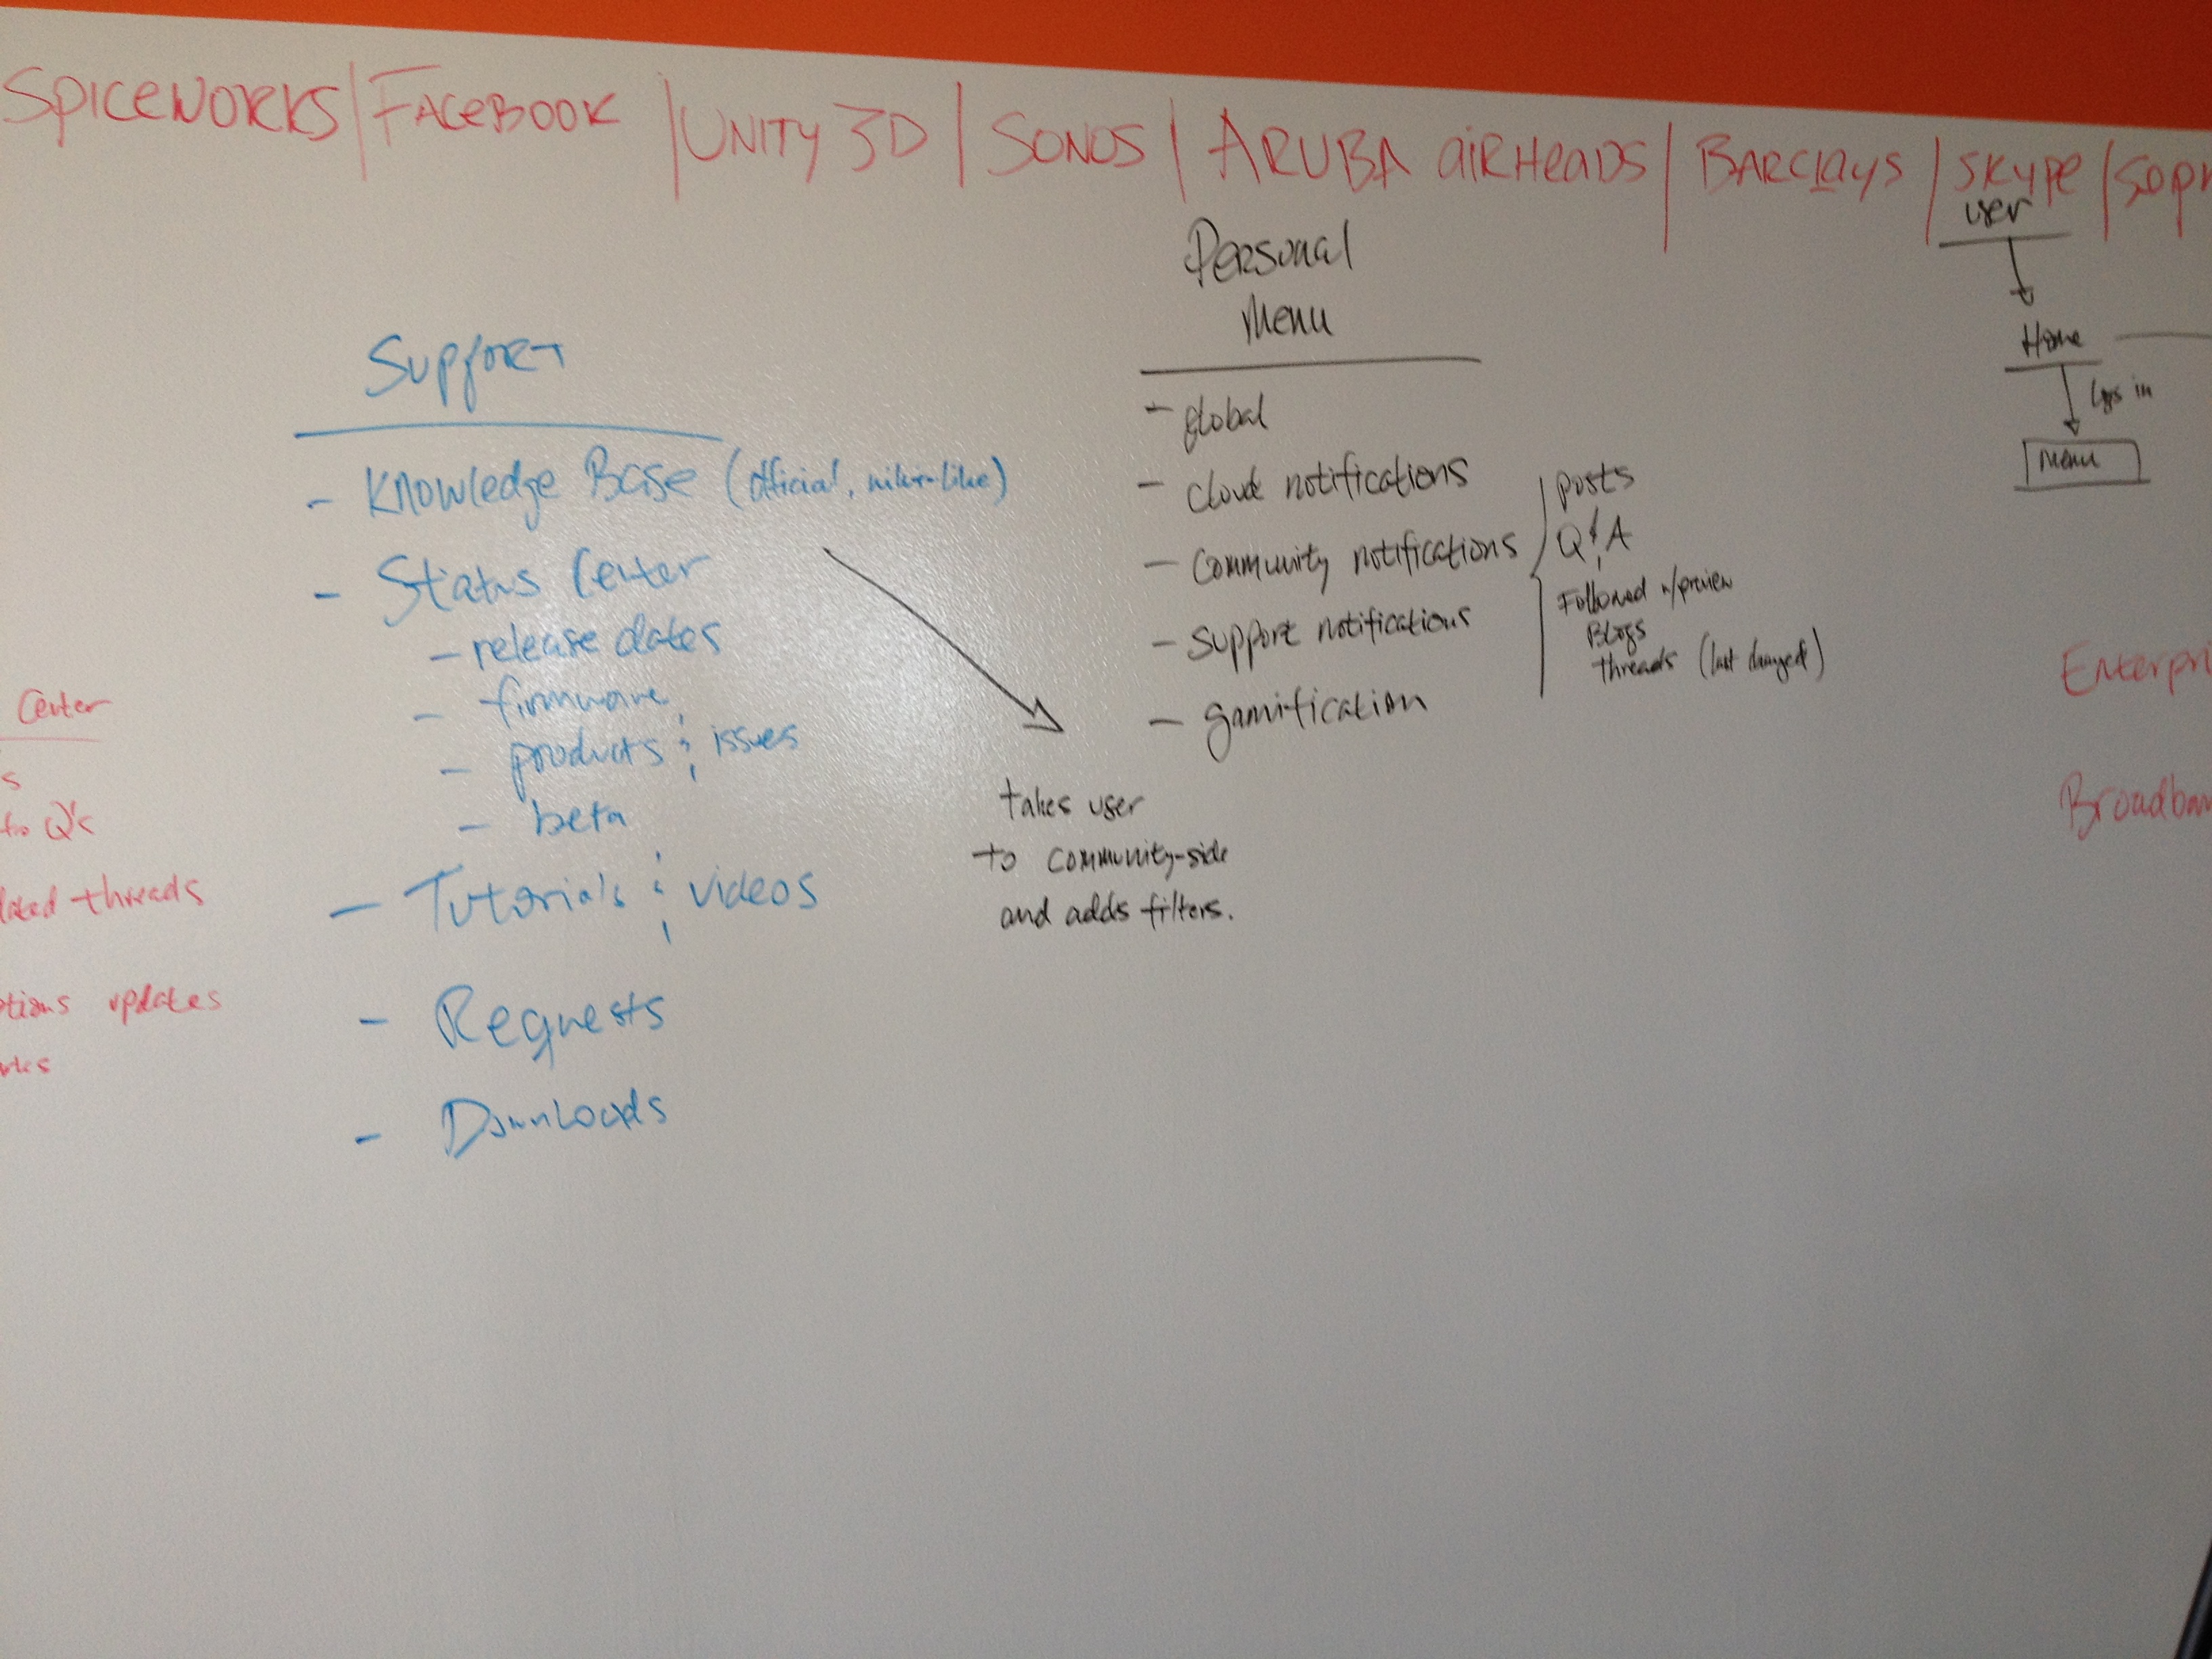 SPICEWORKS | FACEBOOK | UNITY 3D | SONOS | ARUBA AIRHEADS | BARCLAYS | SKYPE | SOPH
Support
- Knowledge Base (official, wiki-like)
- Status Center
- release dates
- firmware
- products & issues
- beta
- Tutorials & videos
- Requests
- Downloads
Personal
Menu
- global
- cloud notifications
- community notifications
- support notifications
- gamification
posts
Q & A
Followed w/preview
Blogs
threads (last changed)
takes user
to community-side
and adds filters.
user
Home
logs in
Menu
Center
s
to Q's
lated threads
tions updates
Enterpri
Broadban